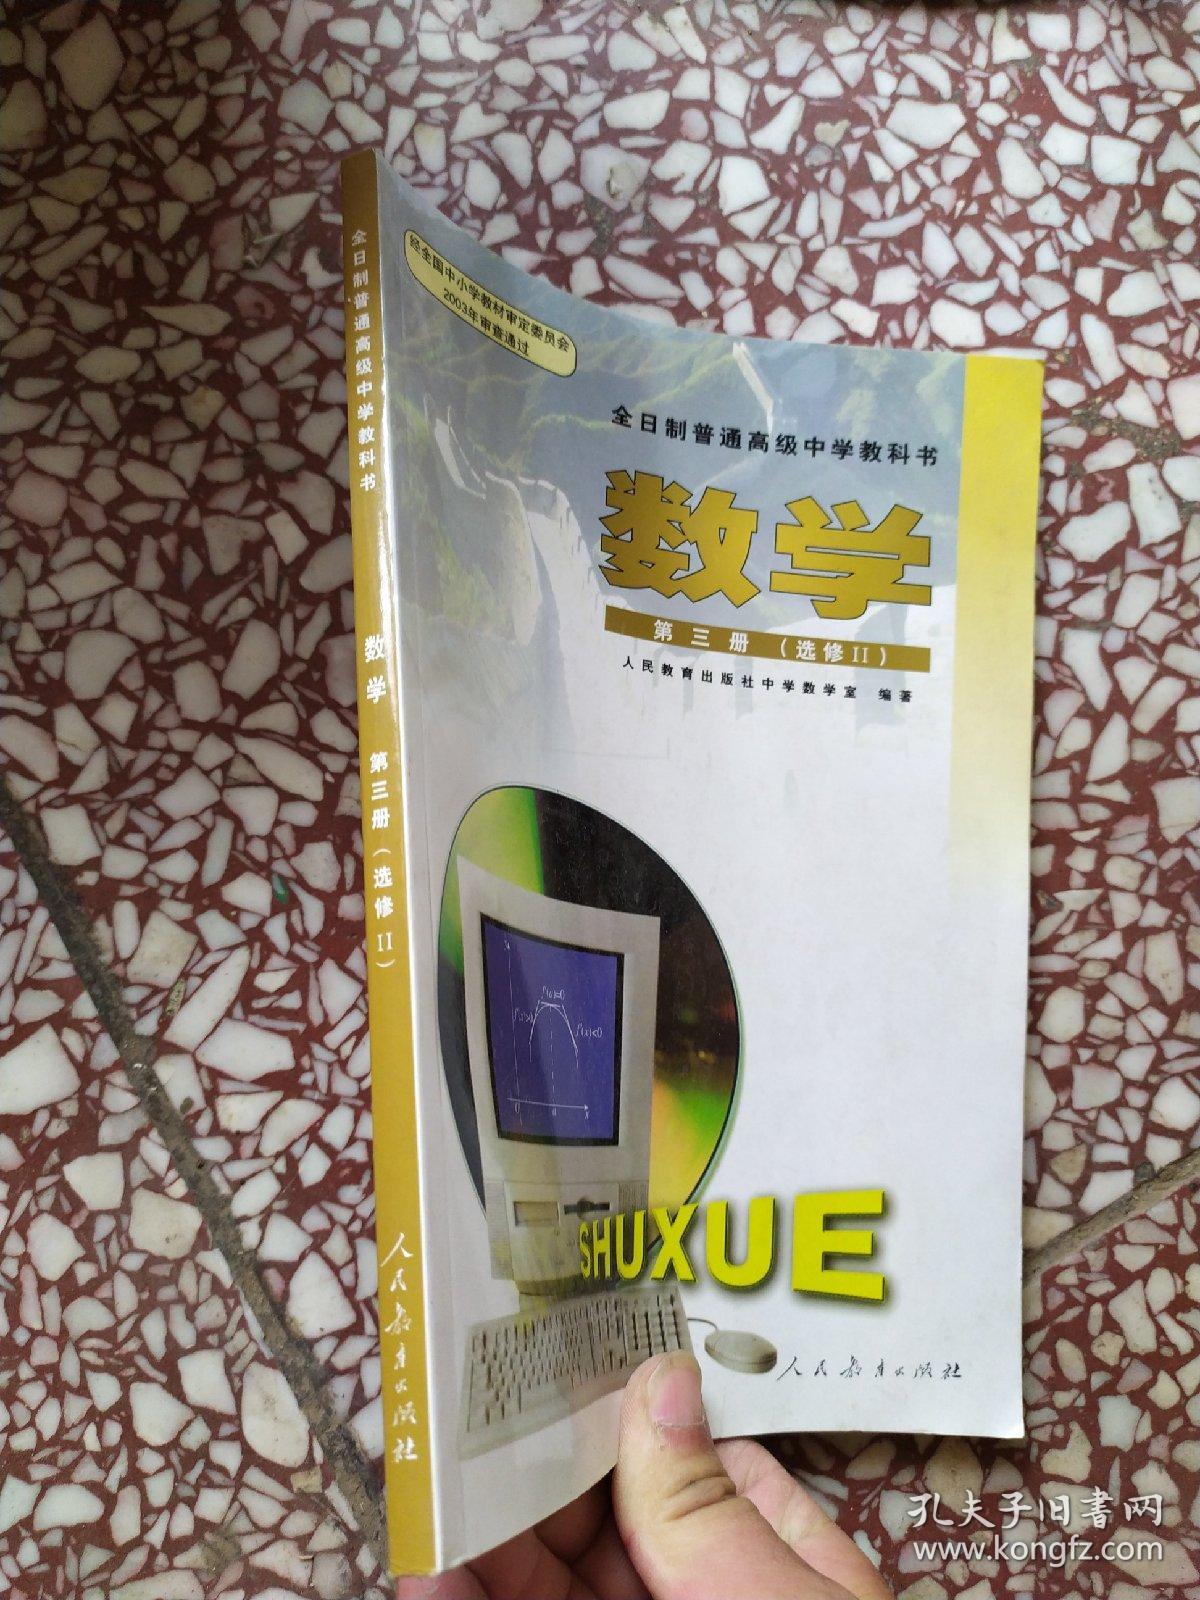 全日制普通高级中学教科书
数学
第三册(选修II)
人民教育出版社
经全国中小学教材审定委员会
2003年审查通过
全日制普通高级中学教科书
数学
第三册(选修II)
人民教育出版社中学数学室 编著
f'(x)=0
f'(x)>0
f'(x)<0
0 a x
SHUXUE
人民教育出版社
孔夫子旧书网
www.kongfz.com